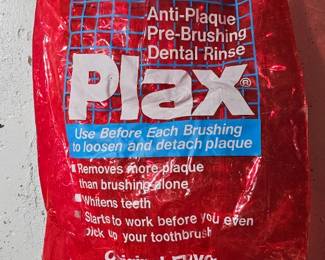 Anti-Plaque
Pre-Brushing
Dental Rinse
Plax®
Use Before Each Brushing
to loosen and detach plaque
Removes more plaque
than brushing alone
Whitens teeth
Starts to work before you even
pick up your toothbrush
Original